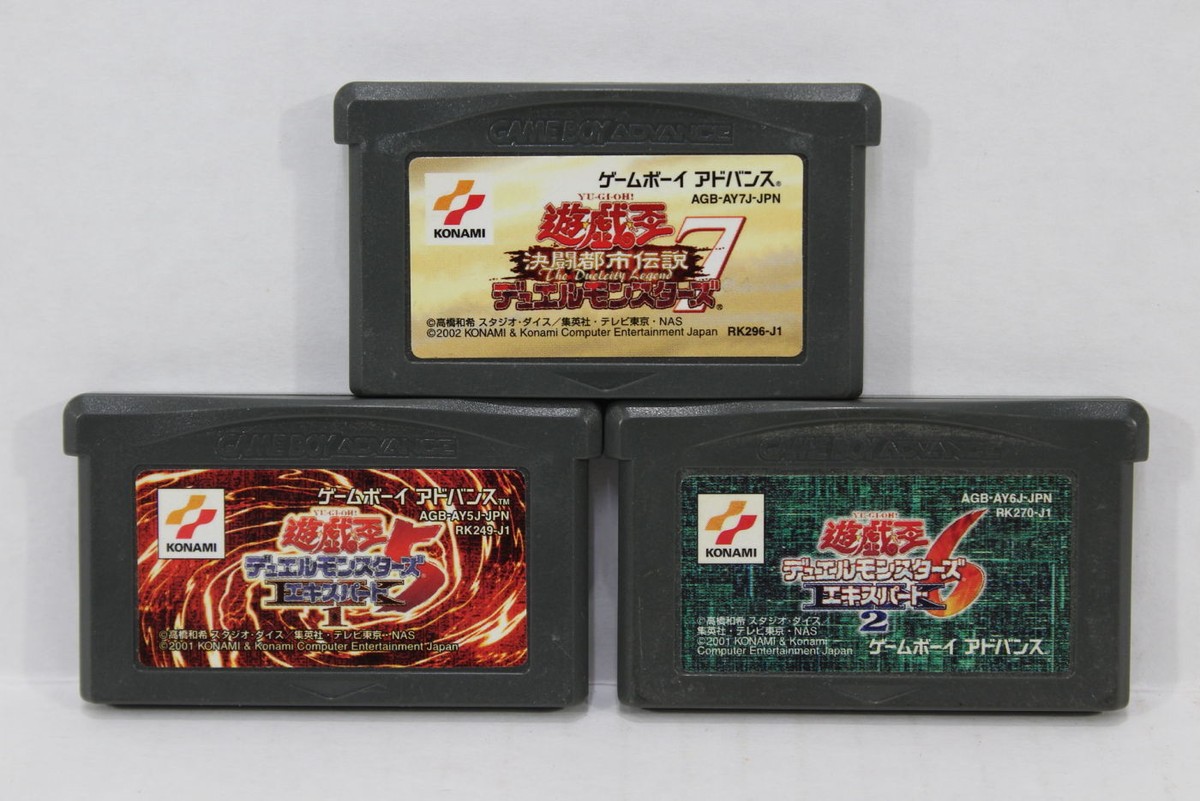 GAME BOY ADVANCE
ゲームボーイ アドバンス®
AGB-AY7J-JPN
KONAMI
YU-GI-OH!
遊戯王
7
決闘都市伝説
The Duelcity Legend
デュエルモンスターズ®
©高橋和希 スタジオ・ダイス/集英社・テレビ東京・NAS
©2002 KONAMI & Konami Computer Entertainment Japan RK296-J1
GAME BOY ADVANCE
ゲームボーイ アドバンス™
AGB-AY5J-JPN
RK249-J1
KONAMI
YU-GI-OH!
遊戯王
5
デュエルモンスターズ
エキスパート
1
©高橋和希 スタジオ・ダイス/集英社・テレビ東京・NAS
©2001 KONAMI & Konami Computer Entertainment Japan
GAME BOY ADVANCE
AGB-AY6J-JPN
RK270-J1
KONAMI
YU-GI-OH!
遊戯王
6
デュエルモンスターズ
エキスパート
2
©高橋和希 スタジオ・ダイス/
集英社・テレビ東京・NAS
©2001 KONAMI & Konami
Computer Entertainment Japan
ゲームボーイ アドバンス